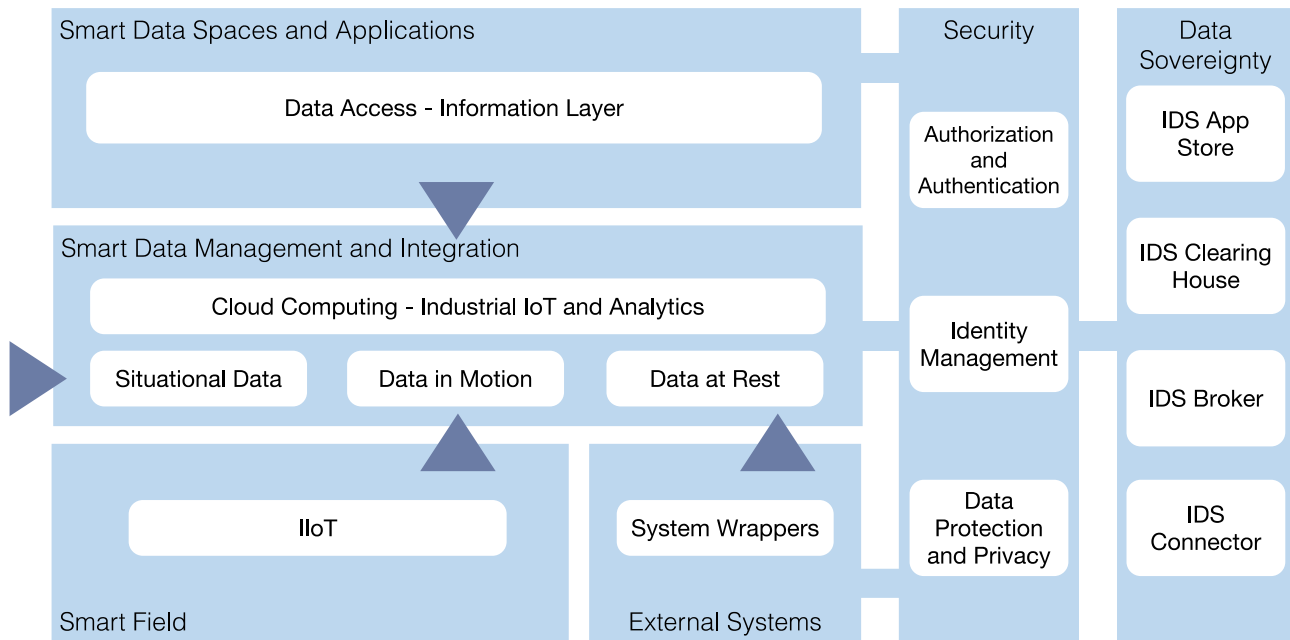 Smart Data Spaces and Applications
Data Access - Information Layer
Smart Data Management and Integration
Cloud Computing - Industrial IoT and Analytics
Situational Data
Data in Motion
Data at Rest
IIoT
Smart Field
System Wrappers
External Systems
Security
Authorization
and
Authentication
Identity
Management
Data
Protection
and Privacy
Data
Sovereignty
IDS App
Store
IDS Clearing
House
IDS Broker
IDS
Connector